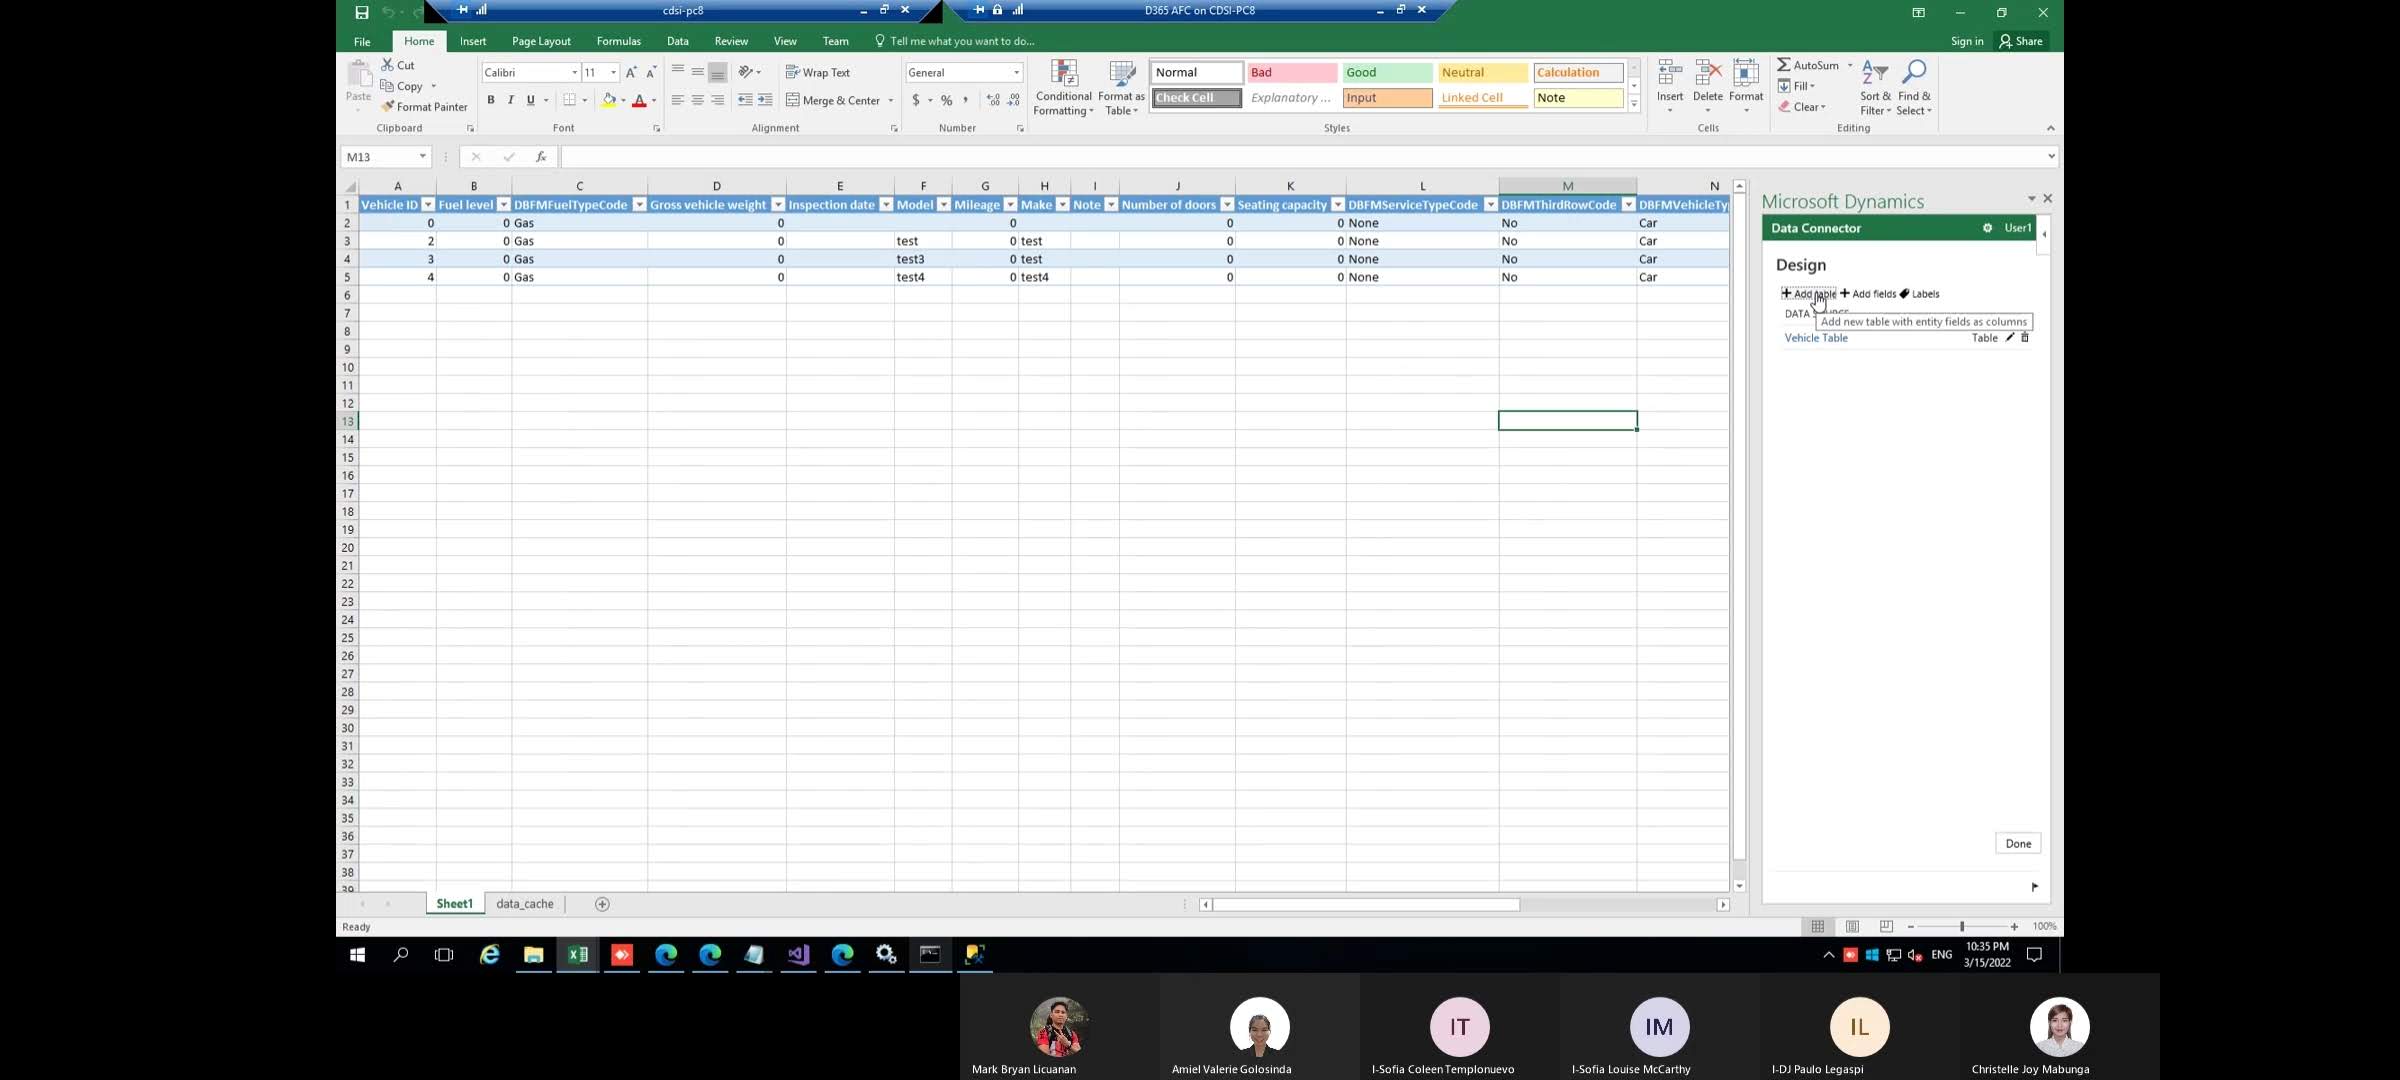 cdsi-pc8
D365 AFC on CDSI-PC8
File Home Insert Page Layout Formulas Data Review View Team Tell me what you want to do...
Sign in Share
Paste Cut Copy Format Painter
Calibri 11
B I U
Wrap Text
Merge & Center
General
$ % ,
Conditional Formatting
Format as Table
Normal Bad Good Neutral Calculation
Check Cell Explanatory ... Input Linked Cell Note
Insert Delete Format
AutoSum
Fill
Clear
Sort & Filter
Find & Select
Clipboard Font Alignment Number Styles Cells Editing
M13 fx
A B C D E F G H I J K L M N
1 Vehicle ID Fuel level DBFMFuelTypeCode Gross vehicle weight Inspection date Model Mileage Make Note Number of doors Seating capacity DBFMServiceTypeCode DBFMThirdRowCode DBFMVehicleTy
2 0 0 Gas 0 0 0 0 None No Car
3 2 0 Gas 0 test 0 test 0 0 None No Car
4 3 0 Gas 0 test3 0 test 0 0 None No Car
5 4 0 Gas 0 test4 0 test4 0 0 None No Car
6
7
8
9
10
11
12
13
14
15
16
17
18
19
20
21
22
23
24
25
26
27
28
29
30
31
32
33
34
35
36
37
38
39
Microsoft Dynamics
Data Connector User1
Design
Add table Add fields Labels
DATA SOURCE
Add new table with entity fields as columns
Vehicle Table Table
Done
Sheet1 data_cache
Ready
100%
ENG
10:35 PM
3/15/2022
IT IM IL
Mark Bryan Licuanan
Amiel Valerie Golosinda
I-Sofia Coleen Templonuevo
I-Sofia Louise McCarthy
I-DJ Paulo Legaspi
Christelle Joy Mabunga